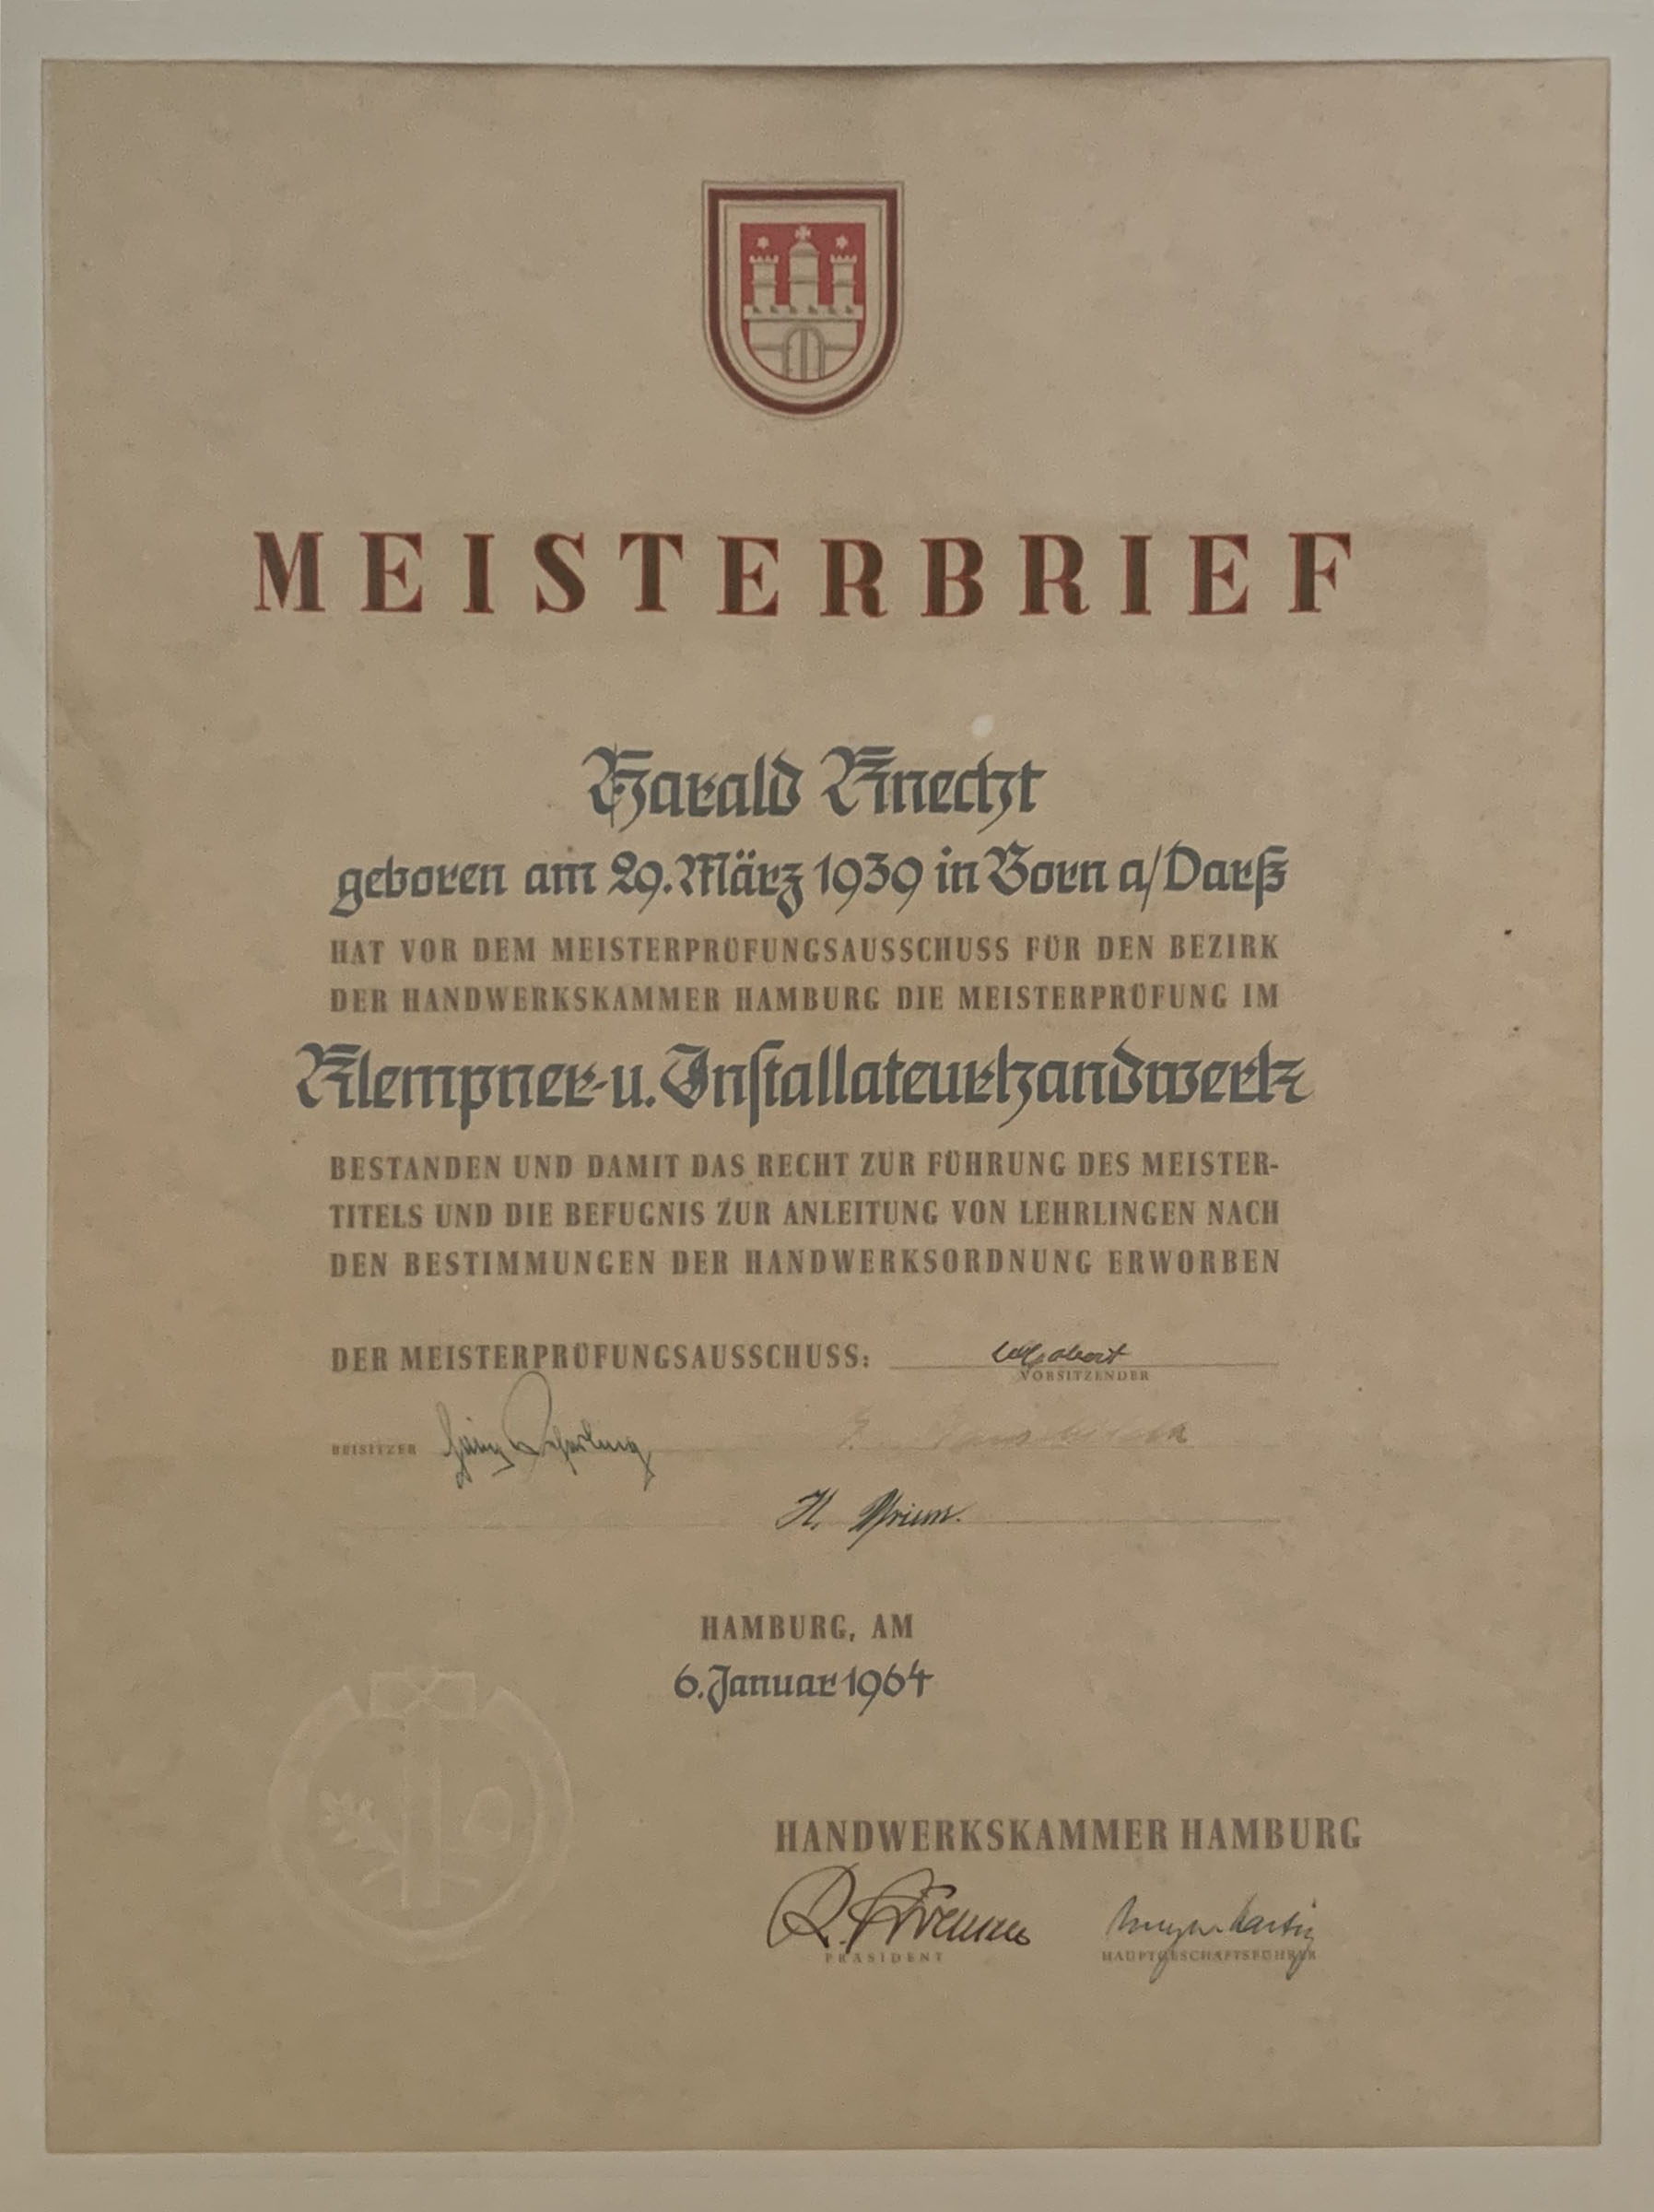 MEISTERBRIEF
Harald Knecht
geboren am 29. März 1939 in Born a/Darß
HAT VOR DEM MEISTERPRÜFUNGSAUSSCHUSS FÜR DEN BEZIRK
DER HANDWERKSKAMMER HAMBURG DIE MEISTERPRÜFUNG IM
Klempner- u. Installateurhandwerk
BESTANDEN UND DAMIT DAS RECHT ZUR FÜHRUNG DES MEISTER-
TITELS UND DIE BEFUGNIS ZUR ANLEITUNG VON LEHRLINGEN NACH
DEN BESTIMMUNGEN DER HANDWERKSORDNUNG ERWORBEN
DER MEISTERPRÜFUNGSAUSSCHUSS:
VORSITZENDER
BEISITZER
H.
HAMBURG, AM
6. Januar 1964
HANDWERKSKAMMER HAMBURG
PRÄSIDENT HAUPTGESCHÄFTSFÜHRER